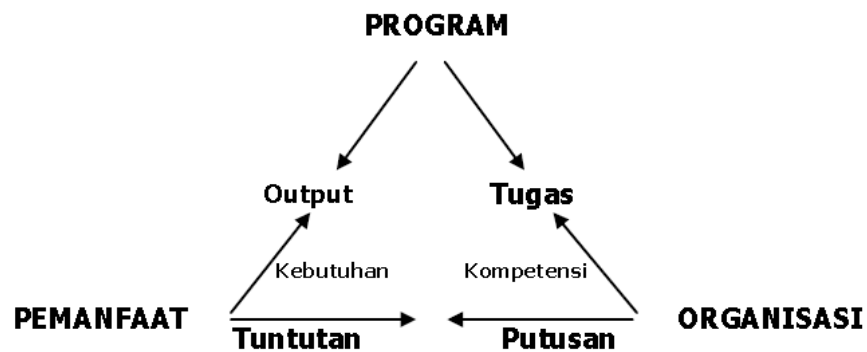 PROGRAM
Output
Tugas
Kebutuhan
Kompetensi
PEMANFAAT
ORGANISASI
Tuntutan
Putusan